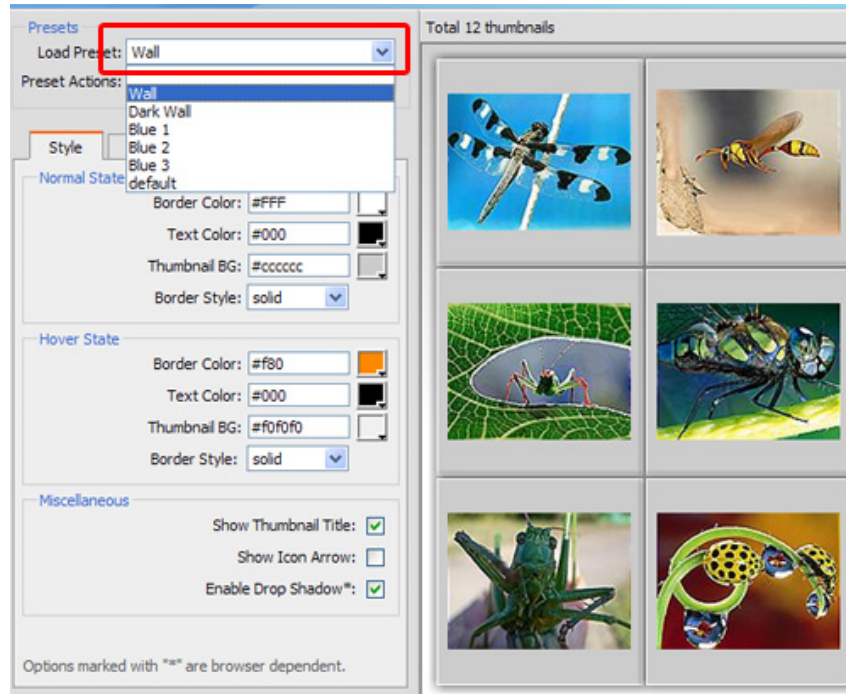 Presets
Total 12 thumbnails
Load Preset: Wall
Preset Actions:
Wall
Dark Wall
Blue 1
Blue 2
Blue 3
default
Style
Normal State
Border Color: #FFF
Text Color: #000
Thumbnail BG: #cccccc
Border Style: solid
Hover State
Border Color: #f80
Text Color: #000
Thumbnail BG: #f0f0f0
Border Style: solid
Miscellaneous
Show Thumbnail Title:
Show Icon Arrow:
Enable Drop Shadow*:
Options marked with "*" are browser dependent.